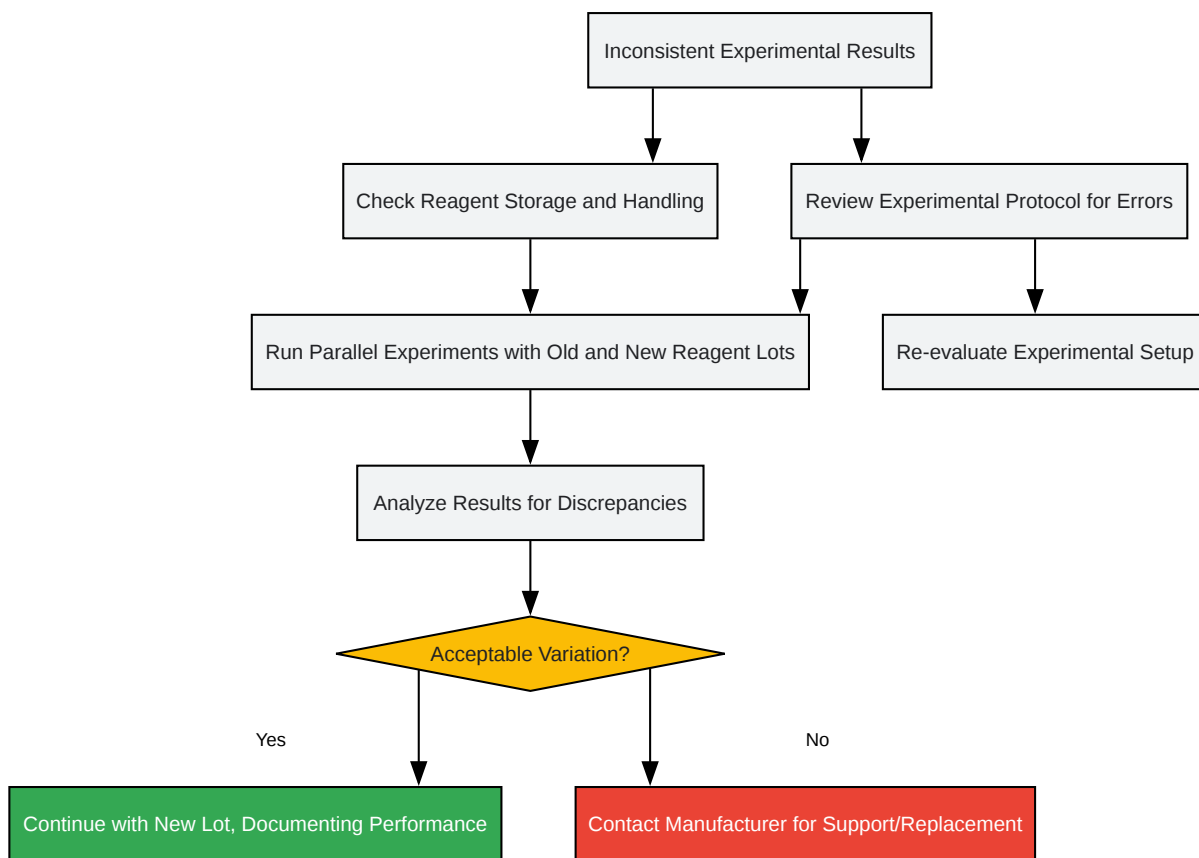 Inconsistent Experimental Results
Check Reagent Storage and Handling
Review Experimental Protocol for Errors
Run Parallel Experiments with Old and New Reagent Lots
Re-evaluate Experimental Setup
Analyze Results for Discrepancies
Acceptable Variation?
Yes
No
Continue with New Lot, Documenting Performance
Contact Manufacturer for Support/Replacement